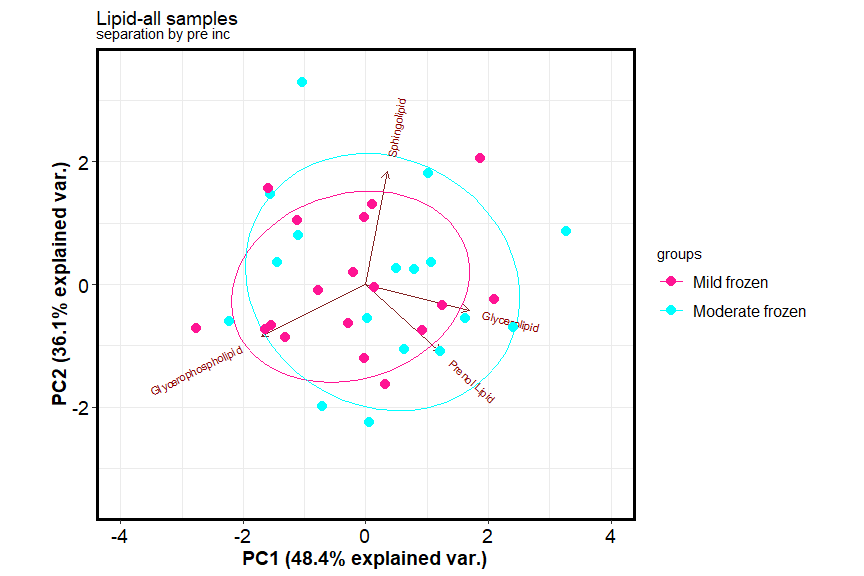 Lipid-all samples
separation by pre inc
PC2 (36.1% explained var.)
2
0
-2
Sphingolipid
Glycerolipid
Prenol Lipid
Glycerophospholipid
-4
-2
0
2
4
PC1 (48.4% explained var.)
groups
Mild frozen
Moderate frozen